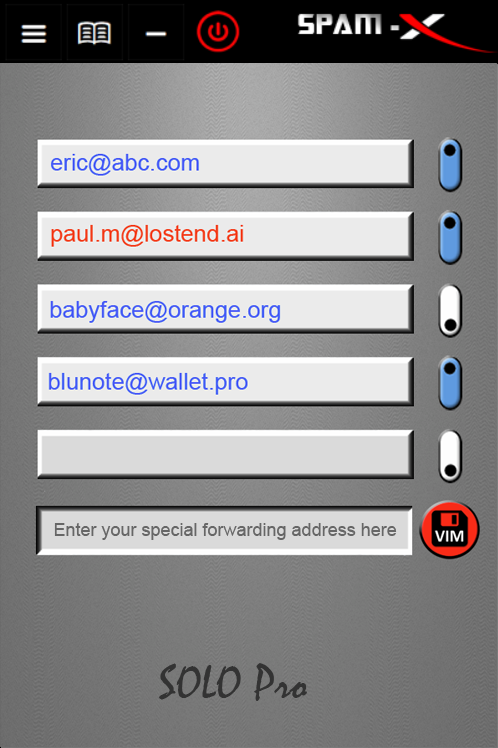 SPAM-X
eric@abc.com
paul.m@lostend.ai
babyface@orange.org
blunote@wallet.pro
Enter your special forwarding address here
VIM
SOLO Pro